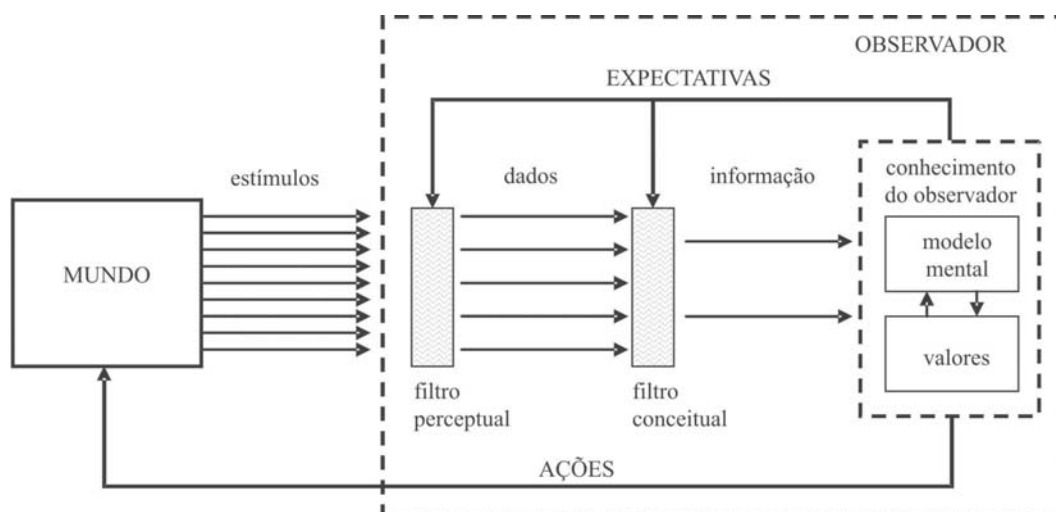 OBSERVADOR
EXPECTATIVAS
estímulos
dados
informação
conhecimento
do observador
MUNDO
modelo
mental
valores
filtro
perceptual
filtro
conceitual
AÇÕES